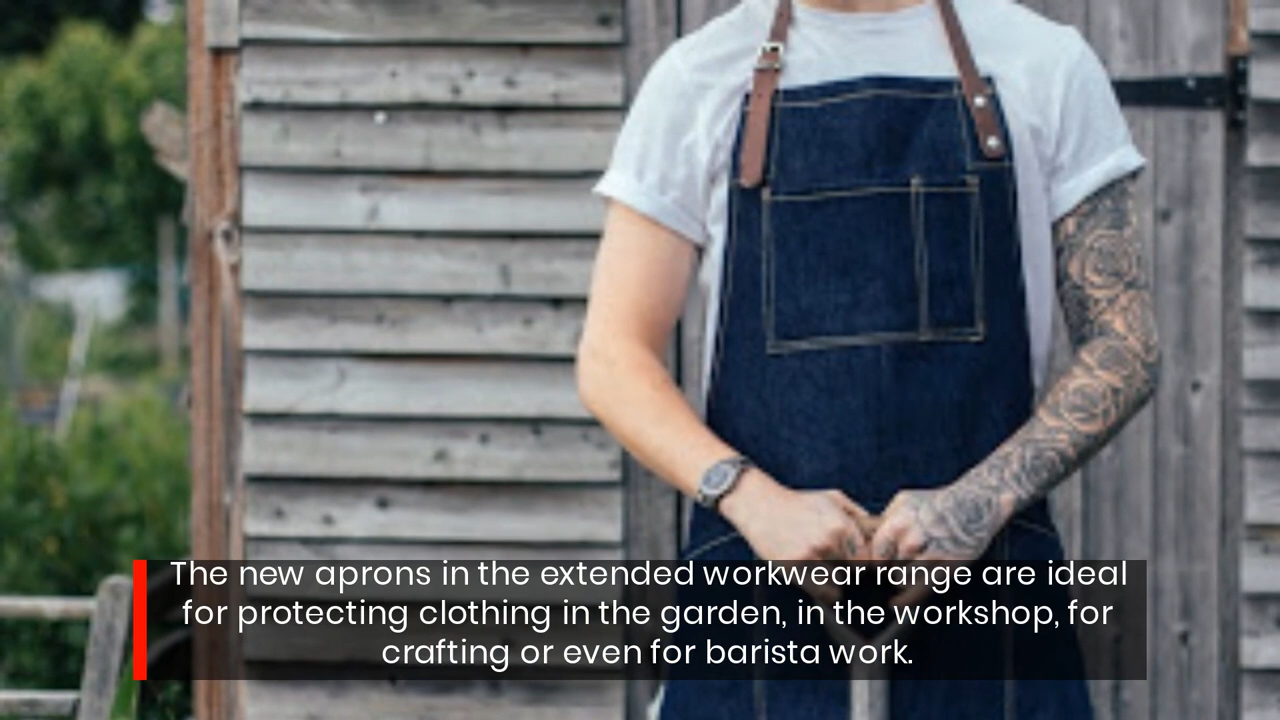 The new aprons in the extended workwear range are ideal
for protecting clothing in the garden, in the workshop, for
crafting or even for barista work.